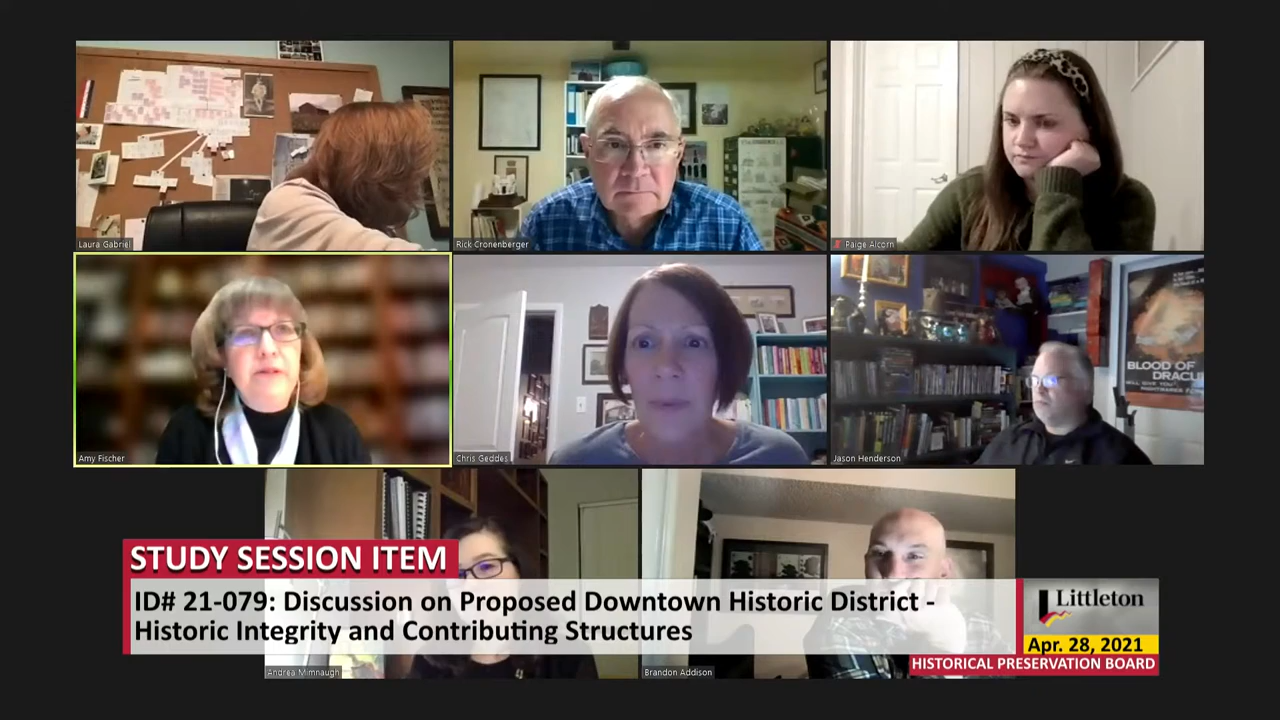 Laura Gabriel
Rick Cronenberger
Paige Alcorn
BLOOD OF
DRACU
Amy Fischer
Chris Geddes
Jason Henderson
STUDY SESSION ITEM
ID# 21-079: Discussion on Proposed Downtown Historic District -
Historic Integrity and Contributing Structures
Littleton
Apr. 28, 2021
HISTORICAL PRESERVATION BOARD
Andrea Mimnaugh
Brandon Addison